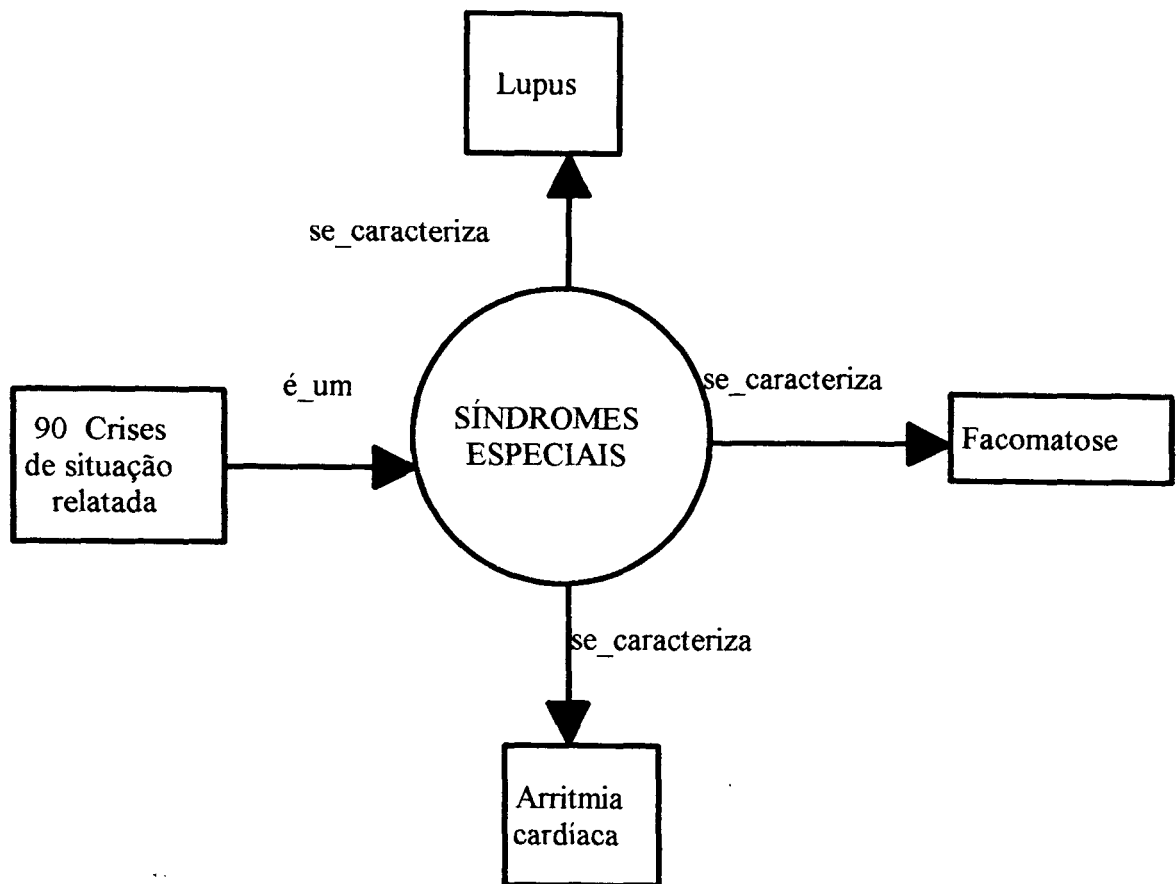 Lupus
se_caracteriza
é_um
se_caracteriza
90 Crises
de situação
relatada
SÍNDROMES
ESPECIAIS
Facomatose
se_caracteriza
Arritmia
cardíaca